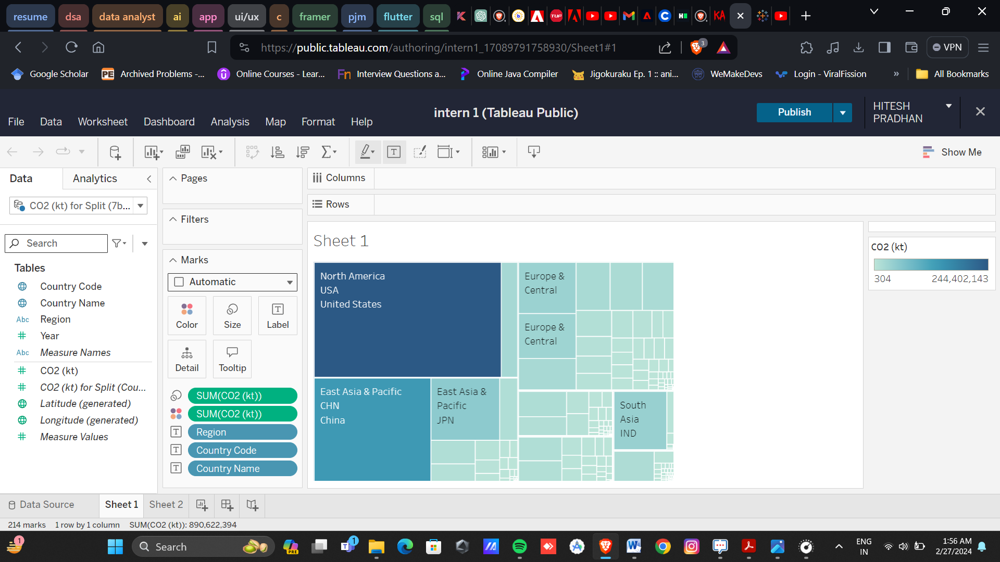 resume
dsa
data analyst
ai
app
ui/ux
c
framer
pjm
flutter
sql
https://public.tableau.com/authoring/intern1_17089791758930/Sheet1#1
3
VPN
Google Scholar
Archived Problems -...
Online Courses - Lear...
Interview Questions a...
Online Java Compiler
Jigokuraku Ep. 1 :: ani...
WeMakeDevs
Login - ViralFission
»
All Bookmarks
File
Data
Worksheet
Dashboard
Analysis
Map
Format
Help
intern 1 (Tableau Public)
Publish
HITESH
PRADHAN
Show Me
Data
Analytics
CO2 (kt) for Split (7b...
Search
Tables
Country Code
Country Name
Abc Region
Year
Abc Measure Names
CO2 (kt)
CO2 (kt) for Split (Cou...
Latitude (generated)
Longitude (generated)
Measure Values
Pages
Filters
Marks
Automatic
Color
Size
Label
Detail
Tooltip
SUM(CO2 (kt))
SUM(CO2 (kt))
Region
Country Code
Country Name
Columns
Rows
Sheet 1
North America
USA
United States
East Asia & Pacific
CHN
China
East Asia &
Pacific
JPN
Europe &
Central
Europe &
Central
South
Asia
IND
CO2 (kt)
304
244,402,143
Data Source
Sheet 1
Sheet 2
214 marks
1 row by 1 column
SUM(CO2 (kt)): 890,622,394
1
Search
PRE
1
ENG
IN
1:56 AM
2/27/2024